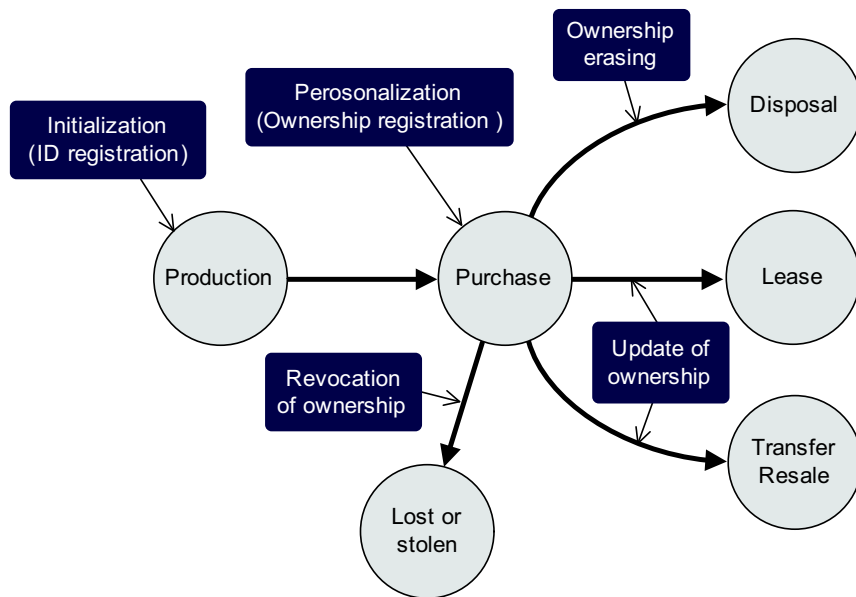 Ownership
erasing
Disposal
Perosonalization
(Ownership registration )
Initialization
(ID registration)
Production
Purchase
Lease
Update of
ownership
Revocation
of ownership
Transfer
Resale
Lost or
stolen